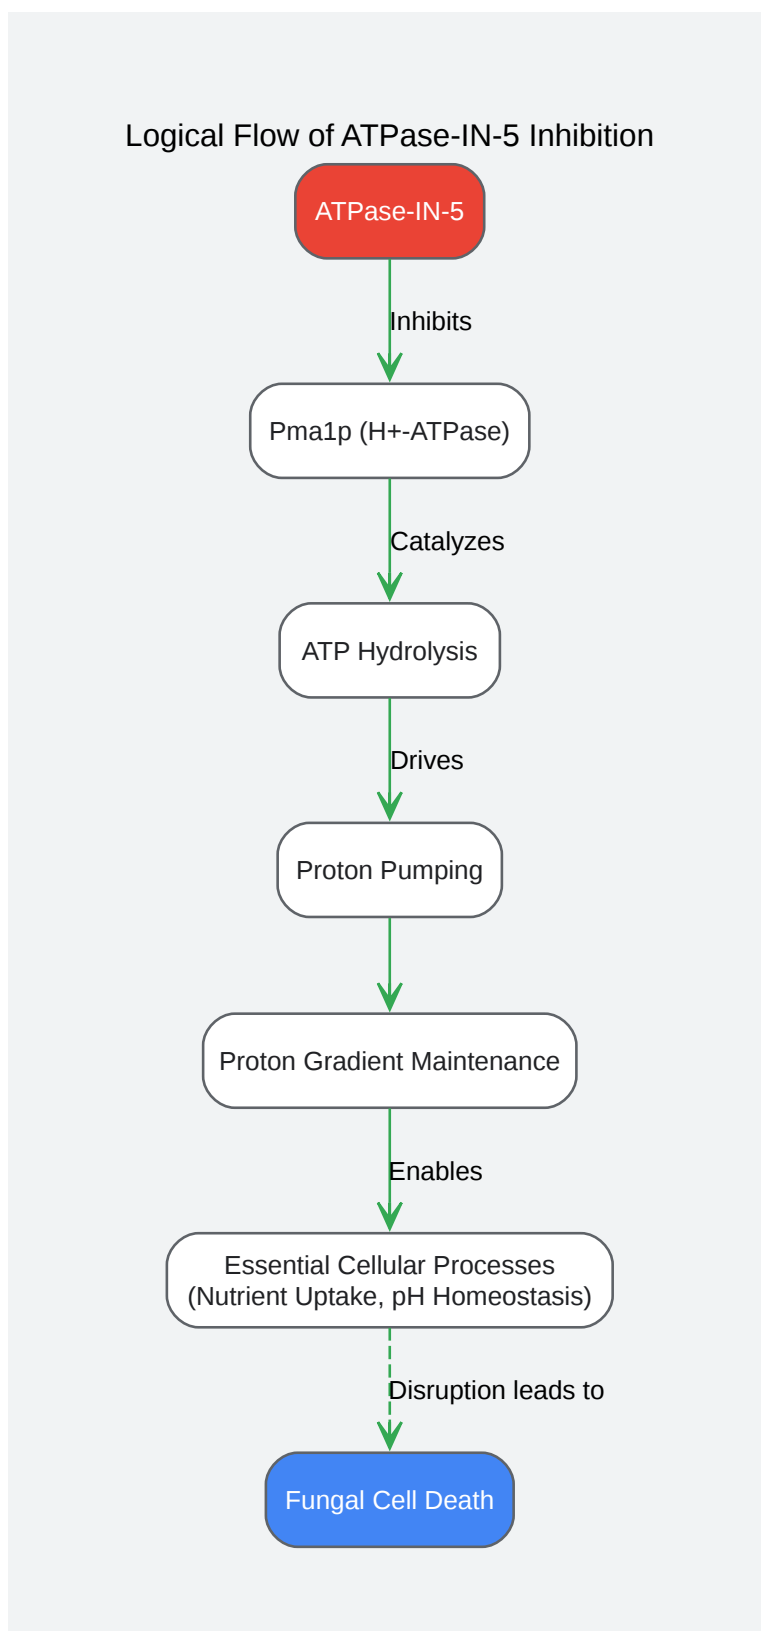 Logical Flow of ATPase-IN-5 Inhibition
ATPase-IN-5
Inhibits
Pma1p (H+-ATPase)
Catalyzes
ATP Hydrolysis
Drives
Proton Pumping
Proton Gradient Maintenance
Enables
Essential Cellular Processes
(Nutrient Uptake, pH Homeostasis)
Disruption leads to
Fungal Cell Death